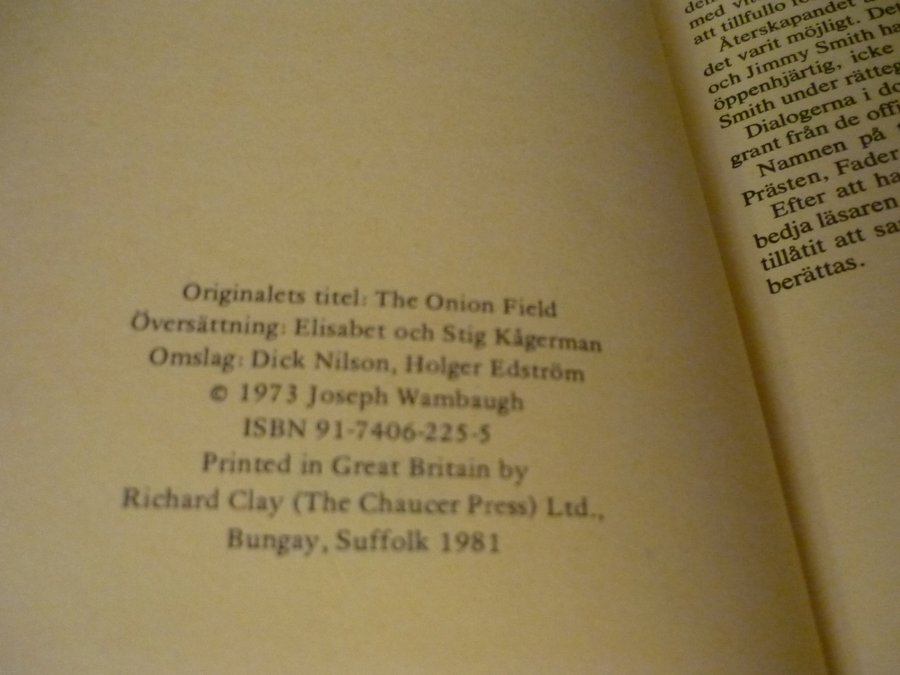 Originalets titel: The Onion Field
Översättning: Elisabet och Stig Kågerman
Omslag: Dick Nilson, Holger Edström
© 1973 Joseph Wambaugh
ISBN 91-7406-225-5
Printed in Great Britain by
Richard Clay (The Chaucer Press) Ltd.,
Bungay, Suffolk 1981
med
att tillfullo
Återskapandet
det varit möjligt. Det
och Jimmy Smith ha
öppenhjärtig, icke
Smith under rätteg
Dialogerna i do
grant från de offi
Namnen på
Prästen, Fader
Efter att ha
bedja läsaren
tillåtit att sa
berättas.